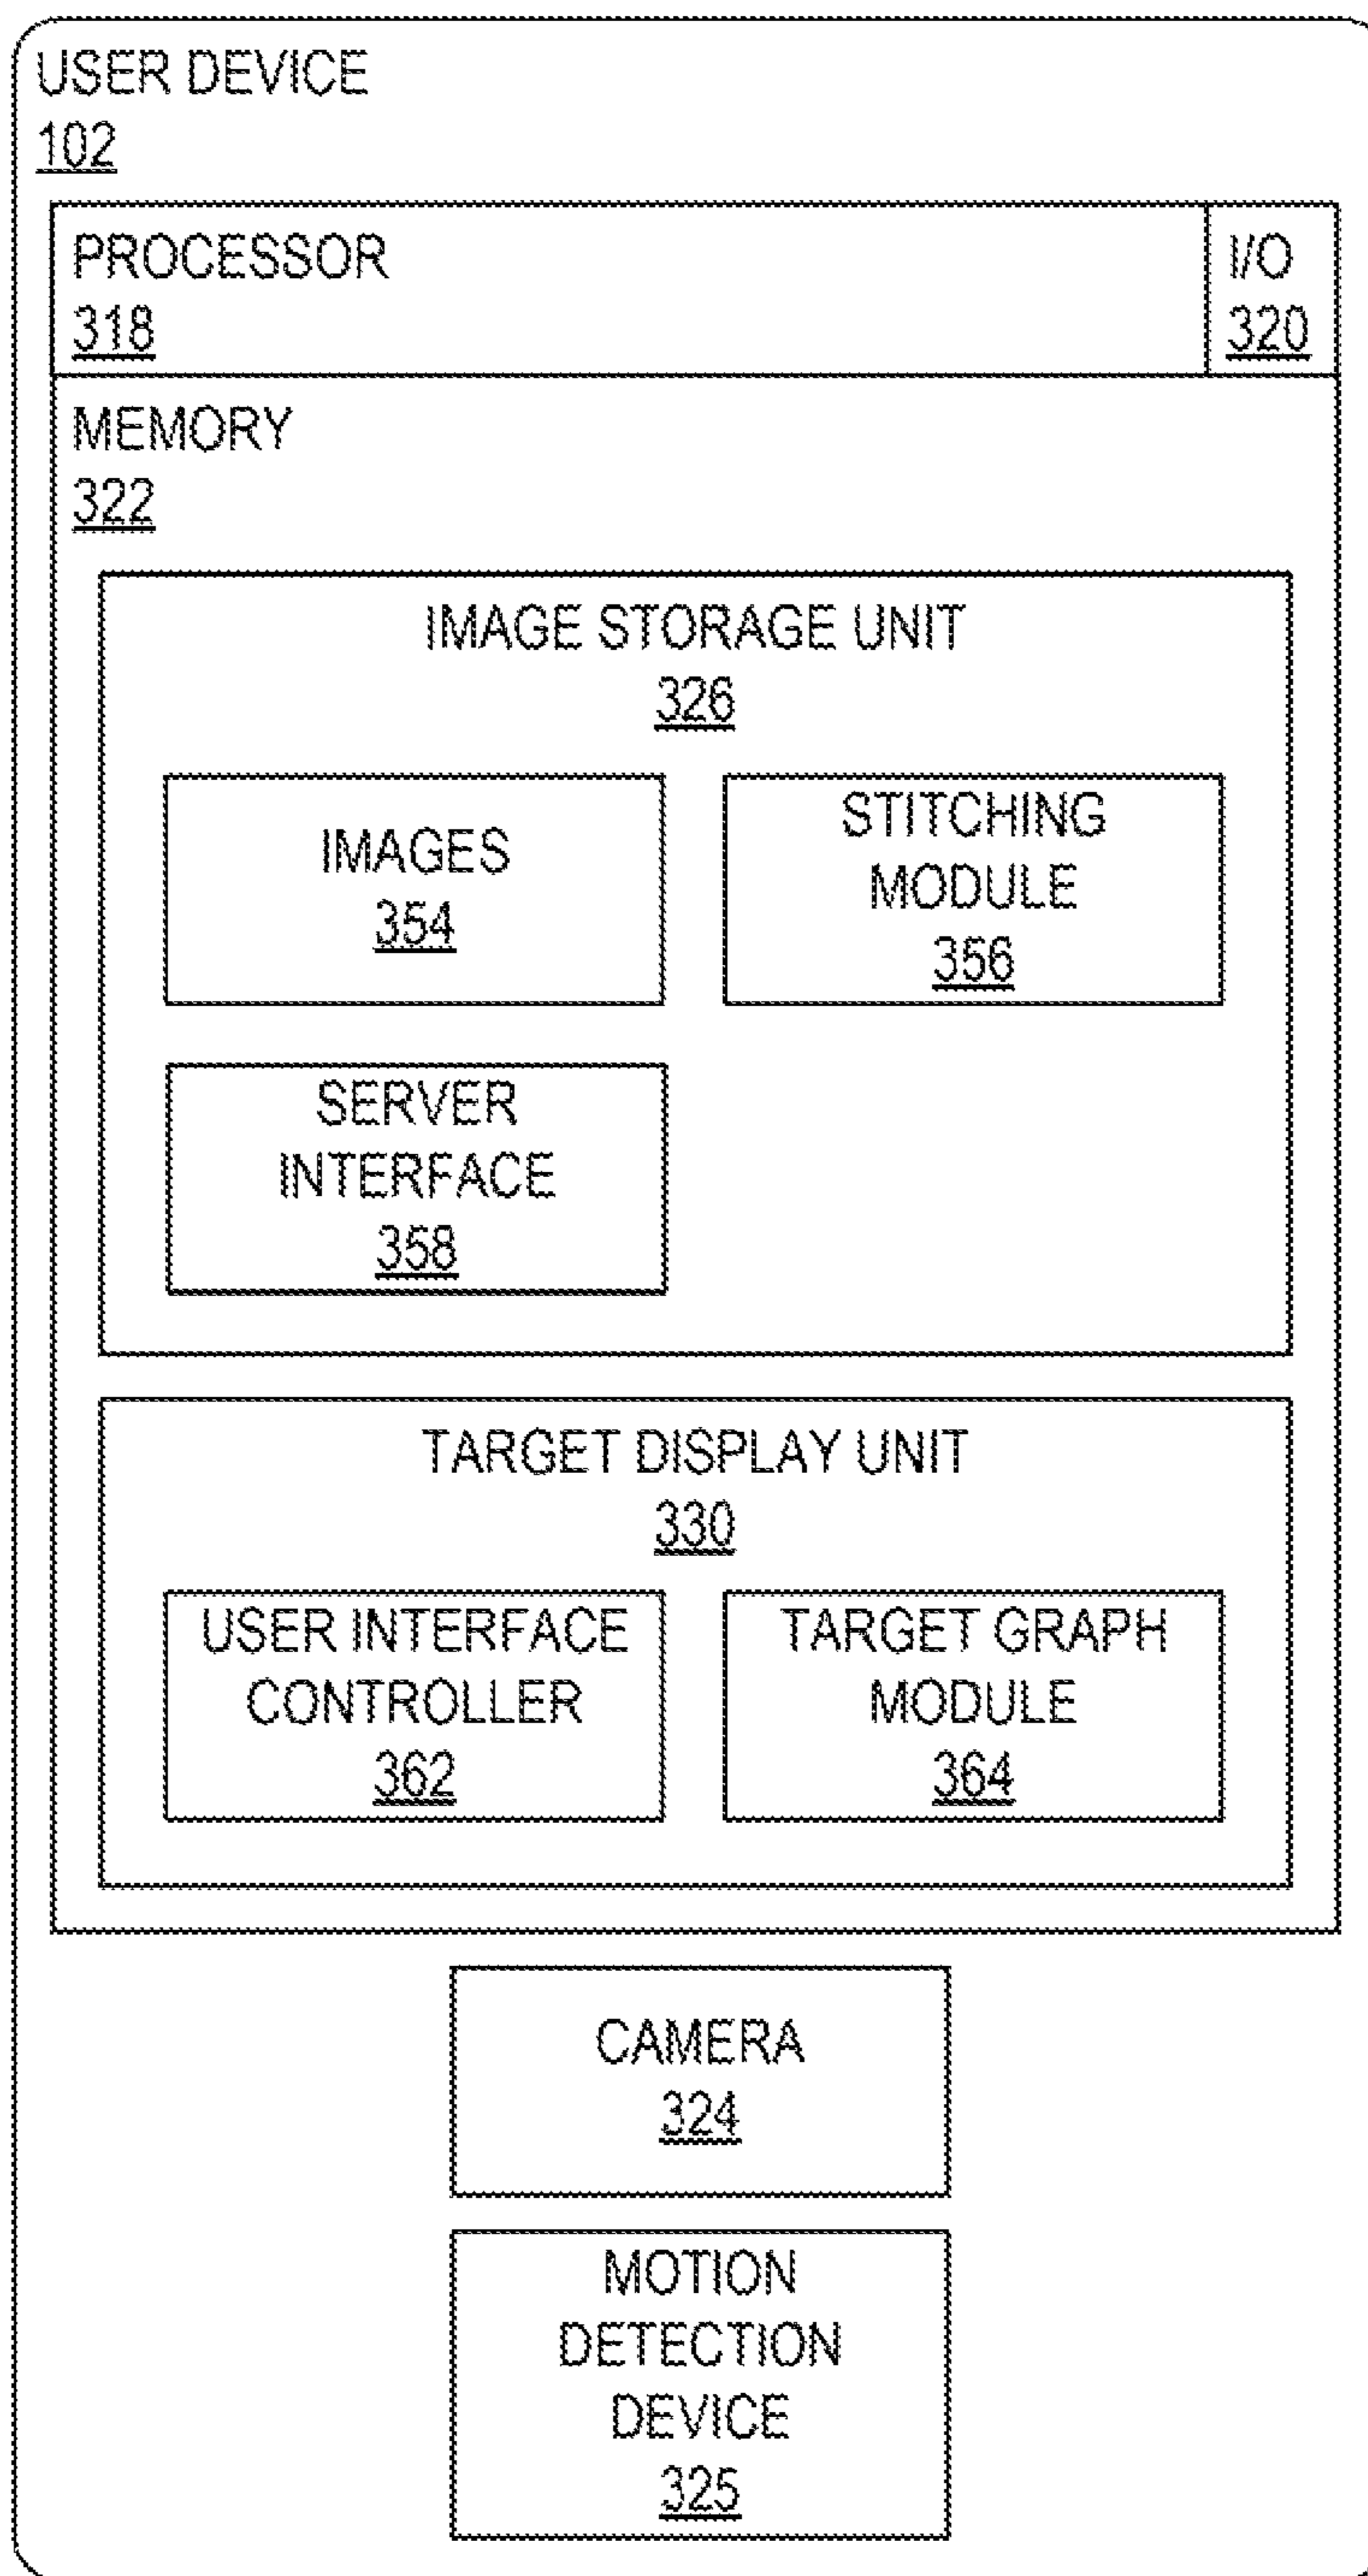 USER DEVICE
102
PROCESSOR
318
I/O
320
MEMORY
322
IMAGE STORAGE UNIT
326
IMAGES
354
STITCHING
MODULE
356
SERVER
INTERFACE
358
TARGET DISPLAY UNIT
330
USER INTERFACE
CONTROLLER
362
TARGET GRAPH
MODULE
364
CAMERA
324
MOTION
DETECTION
DEVICE
325